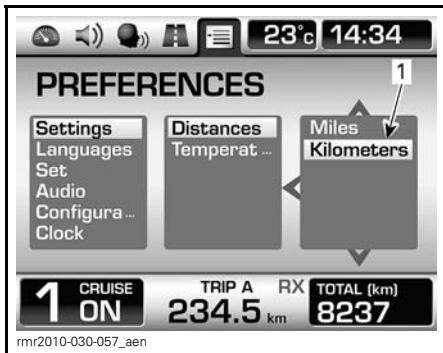 23°c 14:34
PREFERENCES
1
Settings
Languages
Set
Audio
Configura...
Clock
Distances
Temperat...
Miles
Kilometers
1 CRUISE ON
TRIP A
234.5 km
RX
TOTAL (km)
8237
rmr2010-030-057_aen